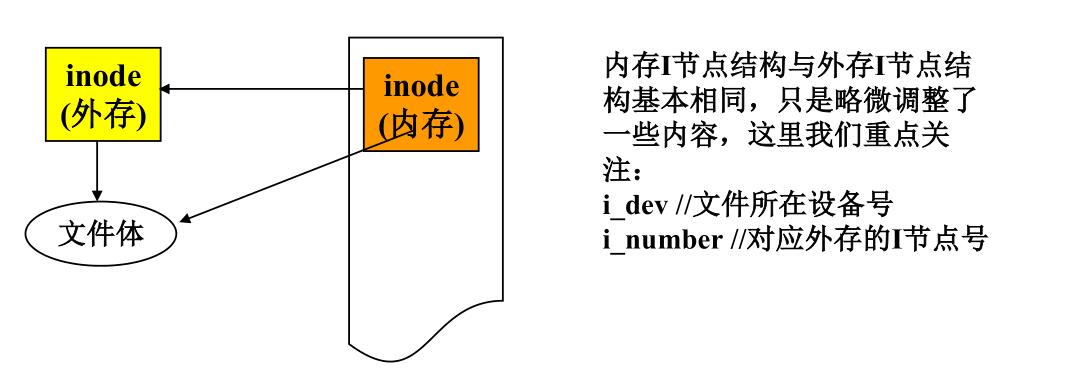 inode
(外存)
文件体
inode
(内存)
内存I节点结构与外存I节点结
构基本相同，只是略微调整了
一些内容，这里我们重点关
注：
i_dev //文件所在设备号
i_number //对应外存的I节点号